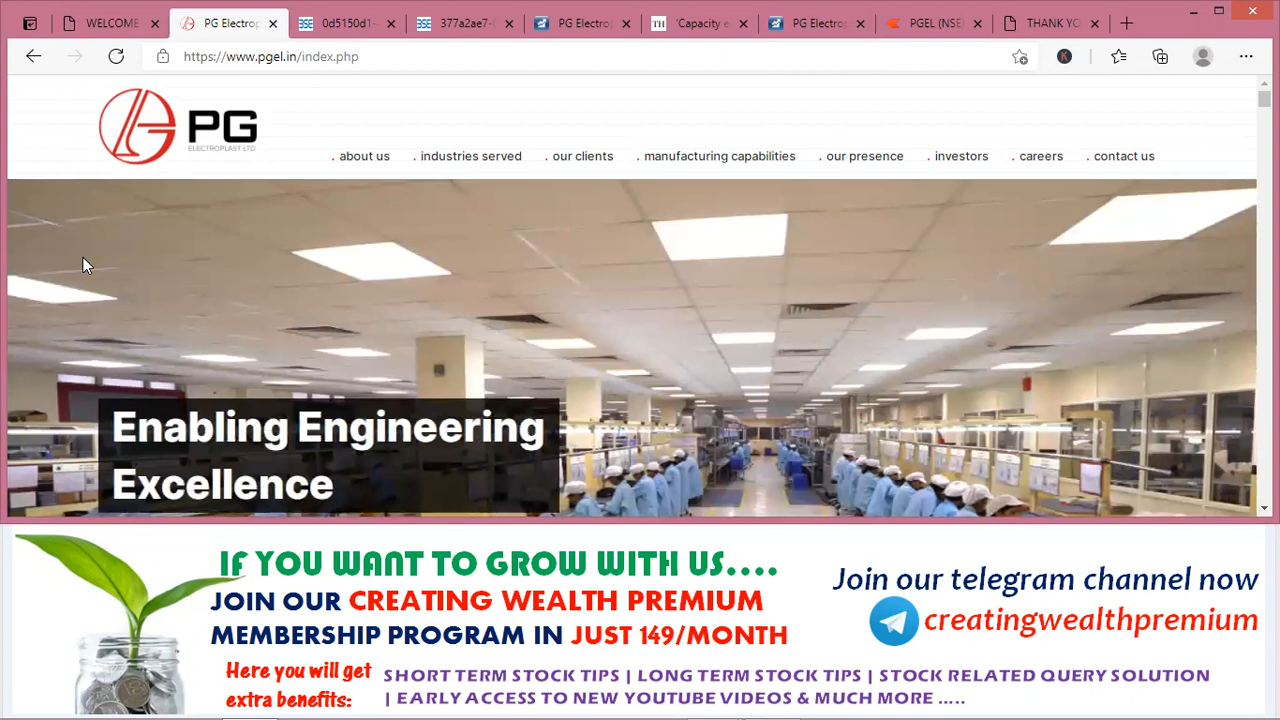 WELCOME
PG Electrop
0d5150d1-
377a2ae7-
PG Electrop
TH 'Capacity e
PG Electrop
PGEL (NSE
THANK YO
https://www.pgel.in/index.php
K
PG
ELECTROPLAST LTD
. about us . industries served . our clients . manufacturing capabilities . our presence . investors . careers . contact us
Enabling Engineering
Excellence
IF YOU WANT TO GROW WITH US....
JOIN OUR CREATING WEALTH PREMIUM
MEMBERSHIP PROGRAM IN JUST 149/MONTH
Join our telegram channel now
creatingwealthpremium
Here you will get
extra benefits:
SHORT TERM STOCK TIPS | LONG TERM STOCK TIPS | STOCK RELATED QUERY SOLUTION
| EARLY ACCESS TO NEW YOUTUBE VIDEOS & MUCH MORE .....